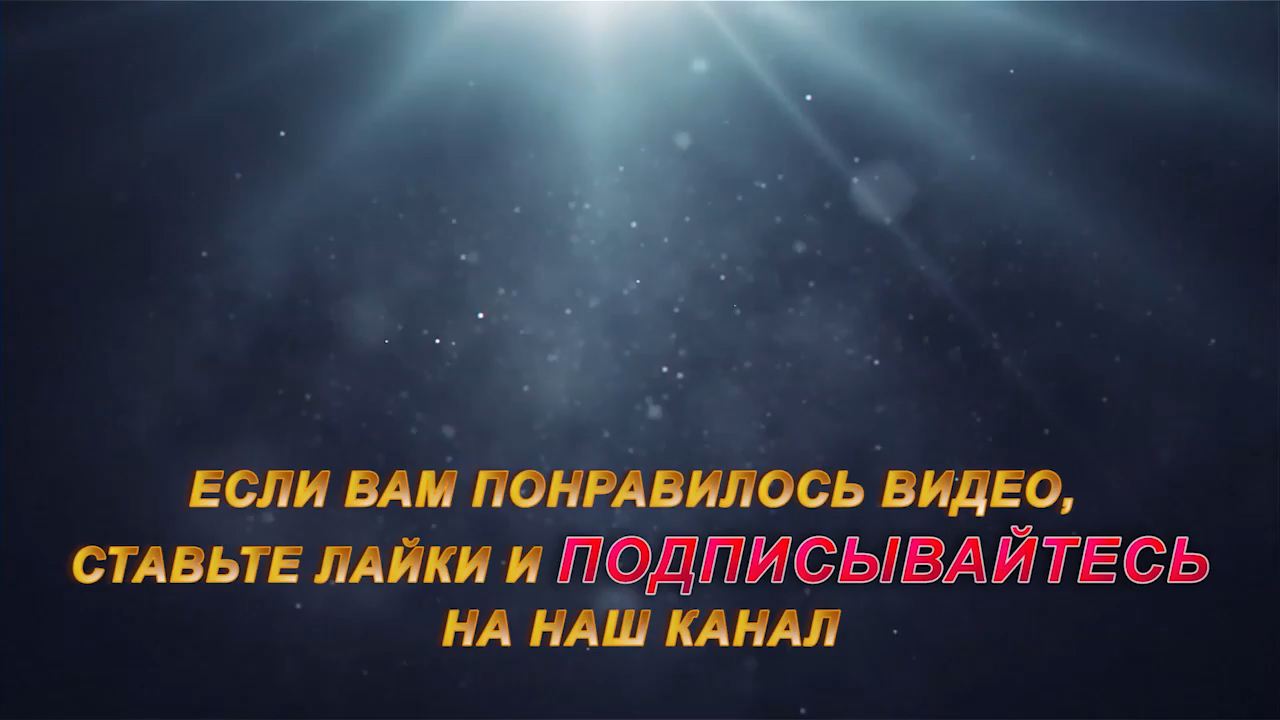 ЕСЛИ ВАМ ПОНРАВИЛОСЬ ВИДЕО,
СТАВЬТЕ ЛАЙКИ И ПОДПИСЫВАЙТЕСЬ
НА НАШ КАНАЛ